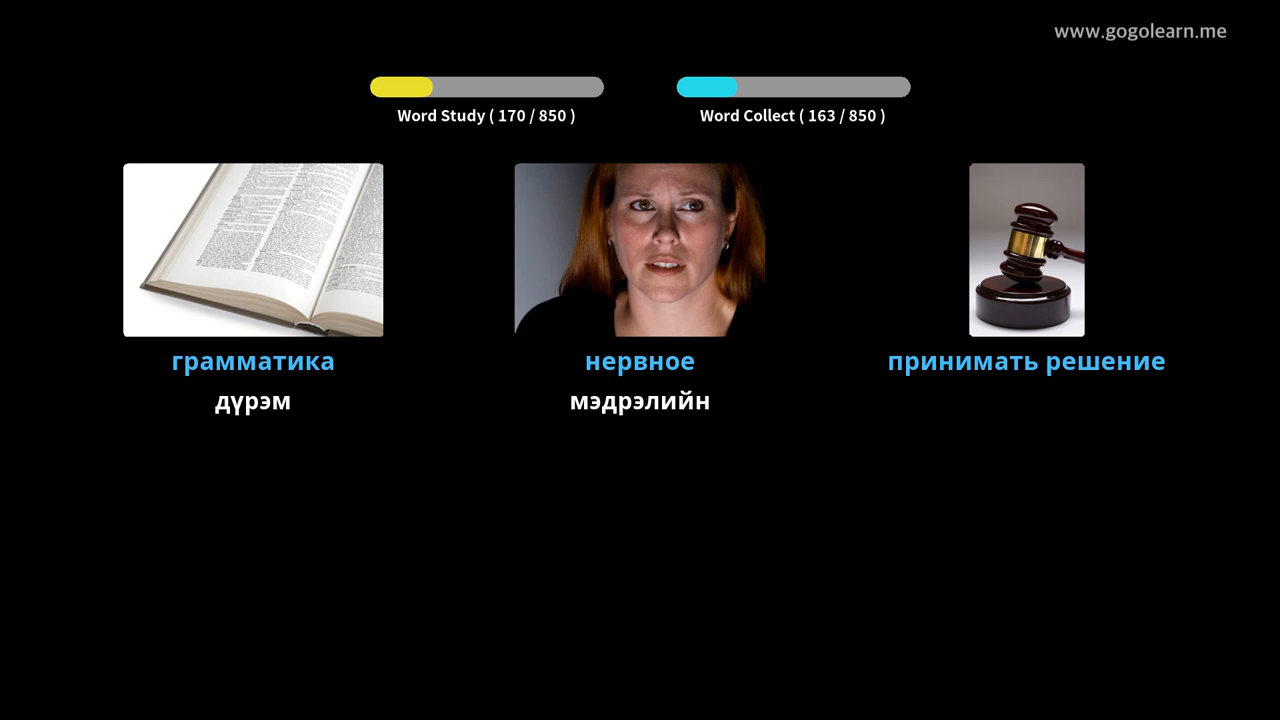 www.gogolearn.me
Word Study ( 170 / 850 )
Word Collect ( 163 / 850 )
грамматика
нервное
принимать решение
дүрэм
мэдрэлийн